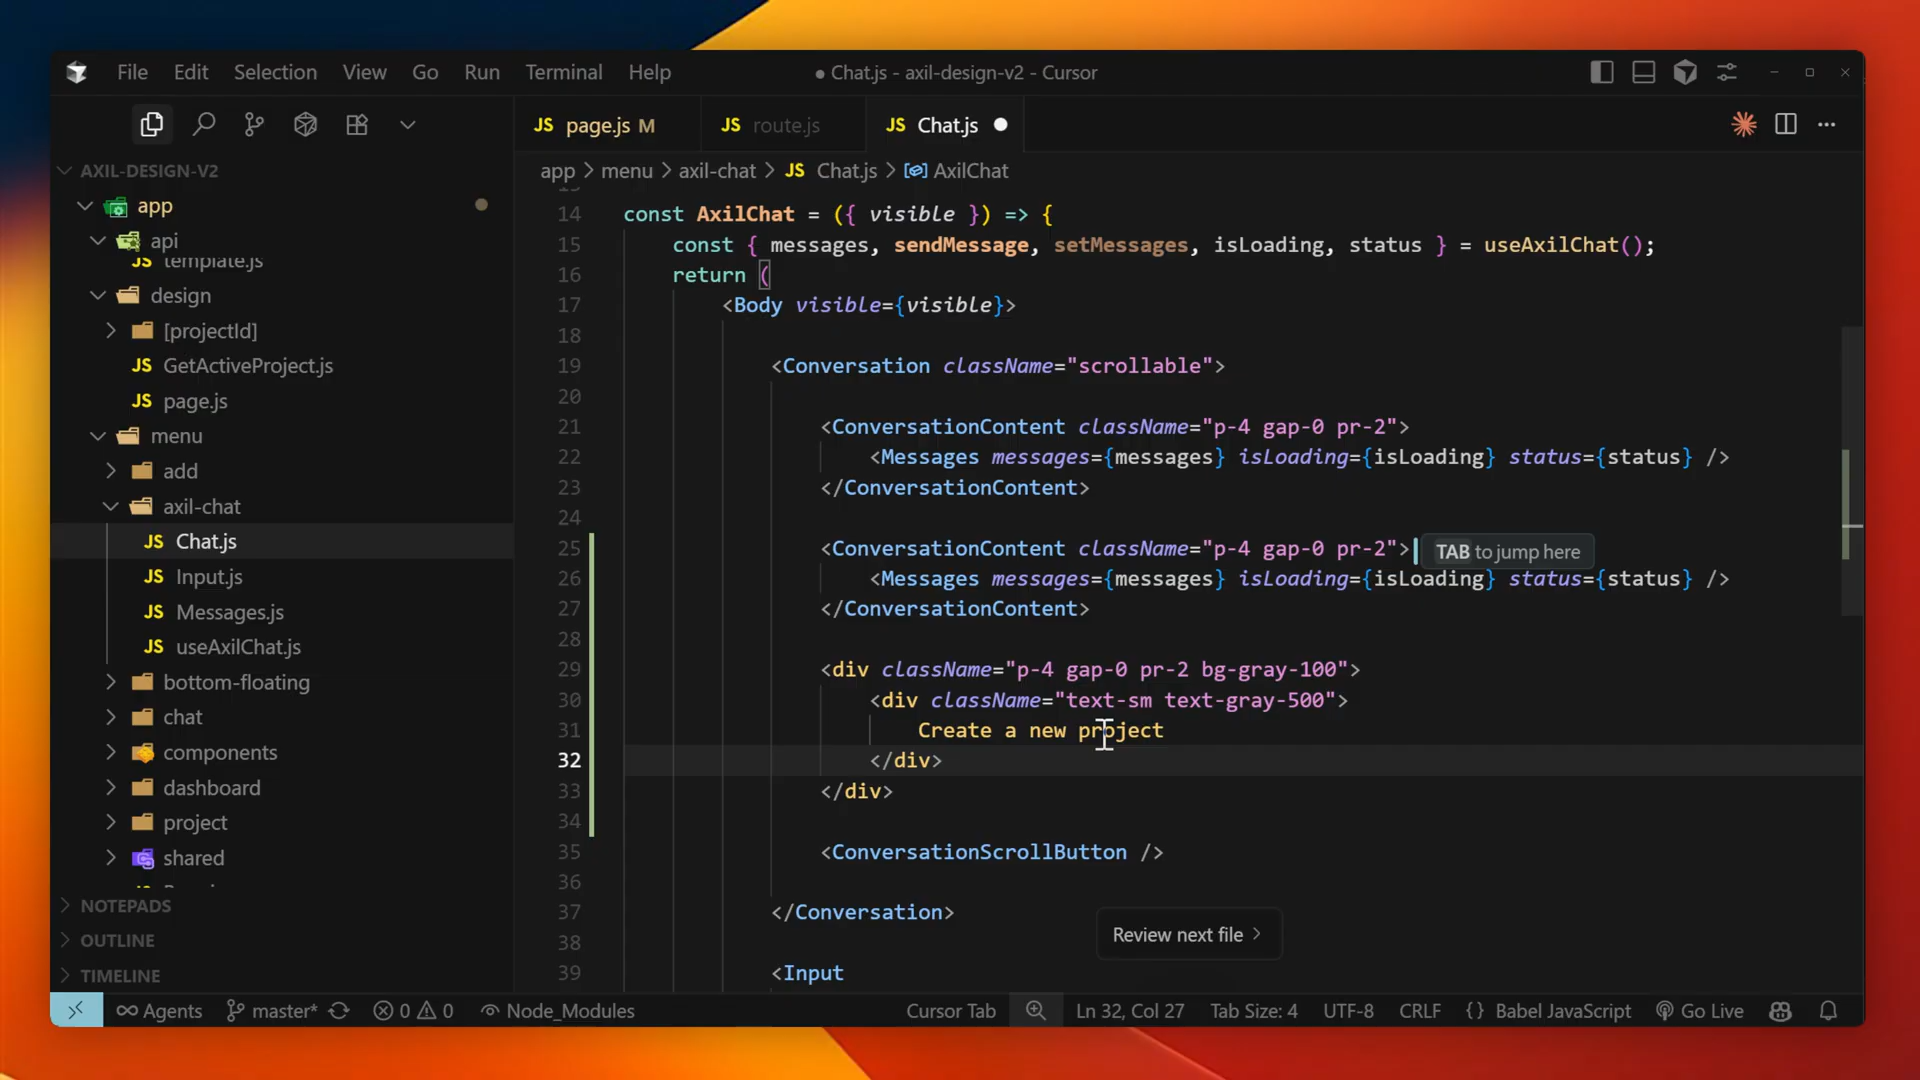 File Edit Selection View Go Run Terminal Help
● Chat.js - axil-design-v2 - Cursor
JS page.js M
JS route.js
JS Chat.js ●
app > menu > axil-chat > JS Chat.js > AxilChat
AXIL-DESIGN-V2
app
api
JS template.js
design
[projectId]
JS GetActiveProject.js
JS page.js
menu
add
axil-chat
JS Chat.js
JS Input.js
JS Messages.js
JS useAxilChat.js
bottom-floating
chat
components
dashboard
project
shared
NOTEPADS
OUTLINE
TIMELINE
14 const AxilChat = ({ visible }) => {
15 const { messages, sendMessage, setMessages, isLoading, status } = useAxilChat();
16 return (
17 <Body visible={visible}>
18
19 <Conversation className="scrollable">
20
21 <ConversationContent className="p-4 gap-0 pr-2">
22 <Messages messages={messages} isLoading={isLoading} status={status} />
23 </ConversationContent>
24
25 <ConversationContent className="p-4 gap-0 pr-2"> TAB to jump here
26 <Messages messages={messages} isLoading={isLoading} status={status} />
27 </ConversationContent>
28
29 <div className="p-4 gap-0 pr-2 bg-gray-100">
30 <div className="text-sm text-gray-500">
31 Create a new project
32 </div>
33 </div>
34
35 <ConversationScrollButton />
36
37 </Conversation>
38
39 <Input
Review next file >
Agents master* 0 0 Node_Modules Cursor Tab Ln 32, Col 27 Tab Size: 4 UTF-8 CRLF {} Babel JavaScript Go Live